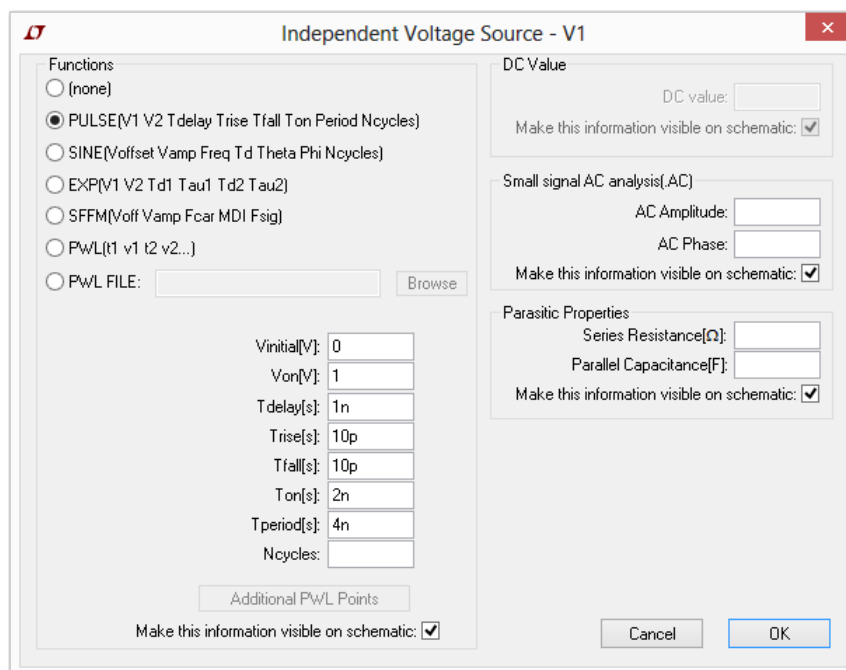 Independent Voltage Source - V1
Functions
(none)
PULSE(V1 V2 Tdelay Trise Tfall Ton Period Ncycles)
SINE(Voffset Vamp Freq Td Theta Phi Ncycles)
EXP(V1 V2 Td1 Tau1 Td2 Tau2)
SFFM(Voff Vamp Fcar MDI Fsig)
PWL(t1 v1 t2 v2...)
PWL FILE:
Browse
Vinitial[V]: 0
Von[V]: 1
Tdelay[s]: 1n
Trise[s]: 10p
Tfall[s]: 10p
Ton[s]: 2n
Tperiod[s]: 4n
Ncycles:
Additional PWL Points
Make this information visible on schematic:
DC Value
DC value:
Make this information visible on schematic:
Small signal AC analysis(.AC)
AC Amplitude:
AC Phase:
Make this information visible on schematic:
Parasitic Properties
Series Resistance[Ω]:
Parallel Capacitance[F]:
Make this information visible on schematic:
Cancel
OK